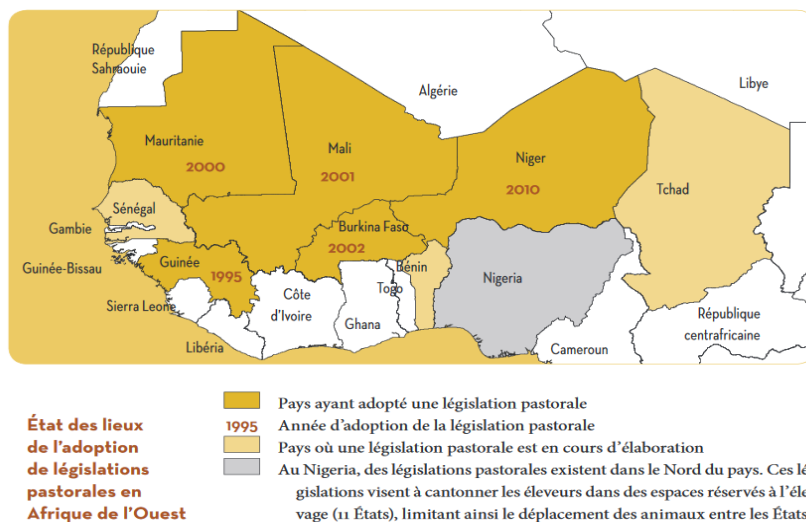 République
Sahraouie
Algérie
Libye
Mauritanie
2000
Mali
2001
Niger
2010
Tchad
Sénégal
Gambie
Burkina Faso
2002
Guinée-Bissau
Guinée
1995
Bénin
Nigeria
Togo
Sierra Leone
Côte
d'Ivoire
Ghana
République
centrafricaine
Libéria
Cameroun
État des lieux
de l'adoption
de législations
pastorales en
Afrique de l'Ouest
Pays ayant adopté une législation pastorale
1995 Année d'adoption de la législation pastorale
Pays où une législation pastorale est en cours d'élaboration
Au Nigeria, des législations pastorales existent dans le Nord du pays. Ces lé
gislations visent à cantonner les éleveurs dans des espaces réservés à l'éle
vage (11 États), limitant ainsi le déplacement des animaux entre les États